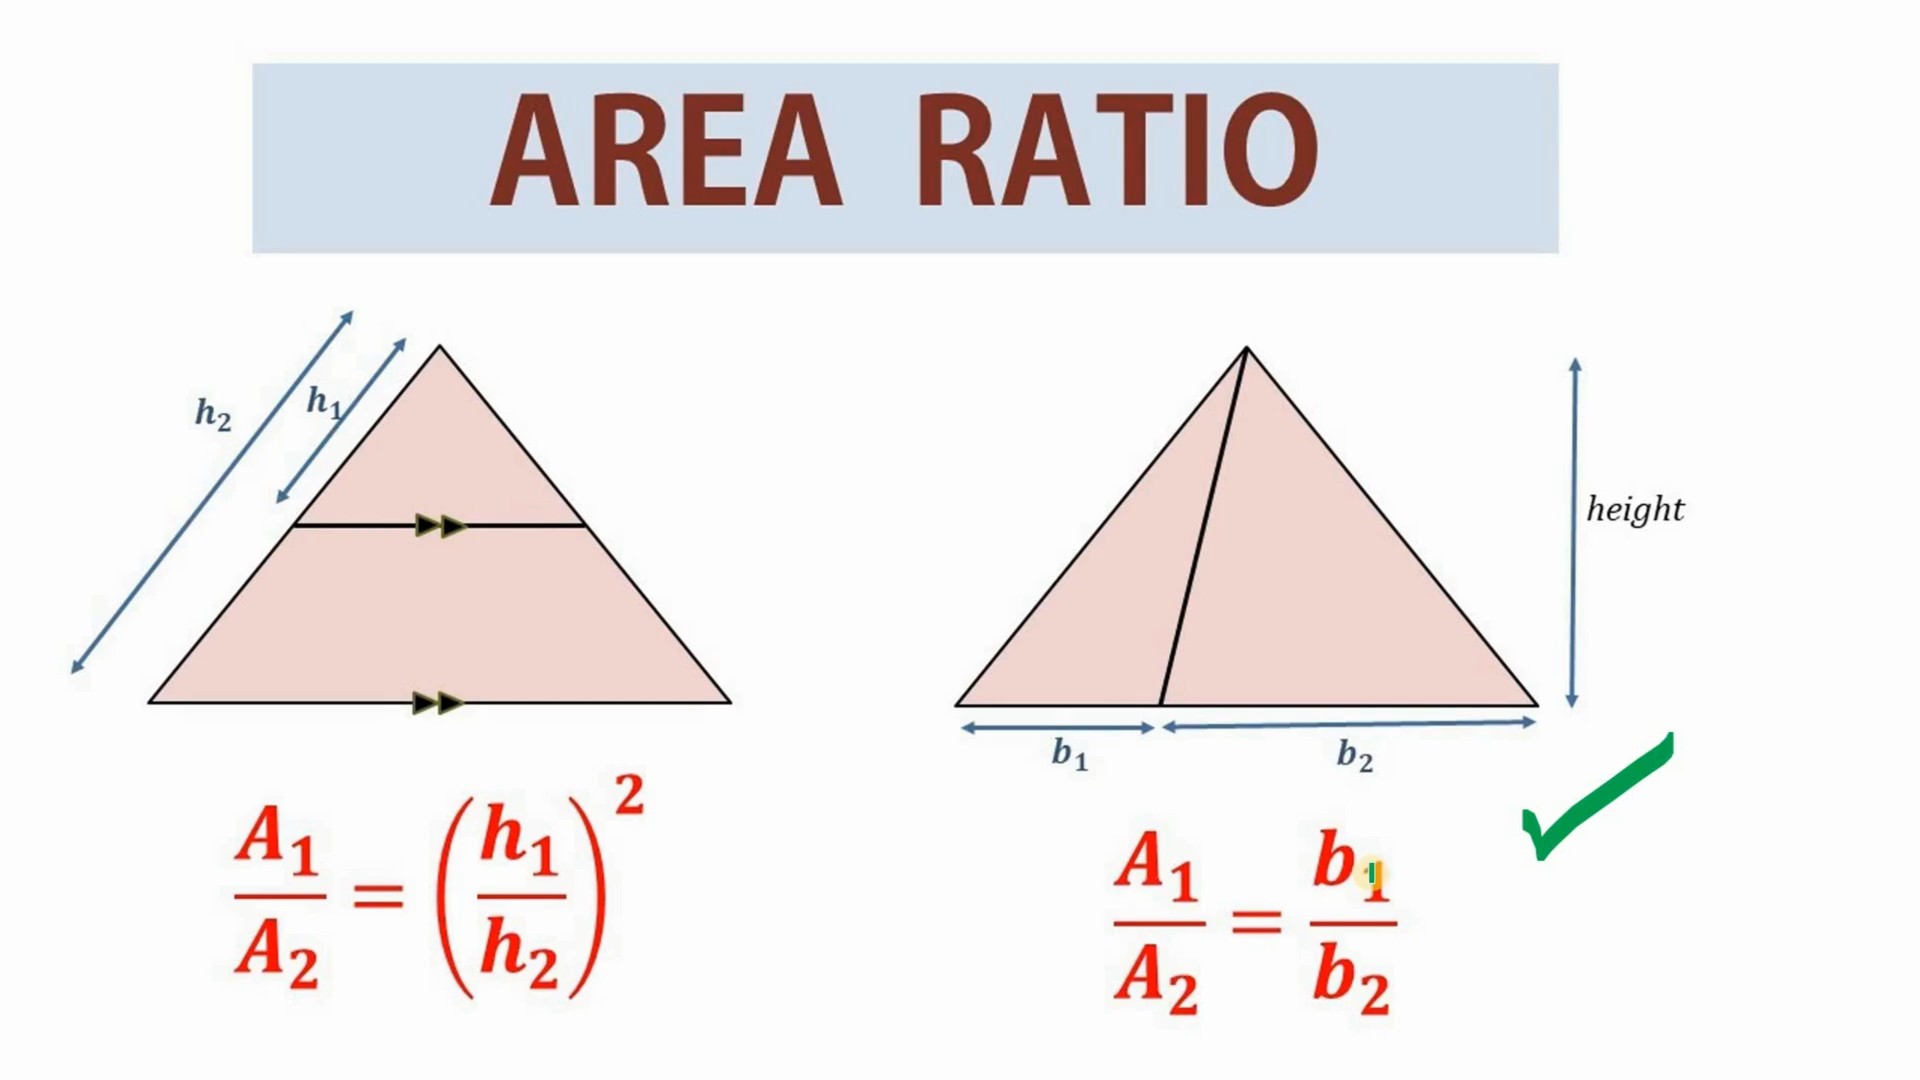 AREA RATIO
h₂
h₁
height
b₁
b₂
A₁/A₂ = (h₁/h₂)²
A₁/A₂ = b₁/b₂